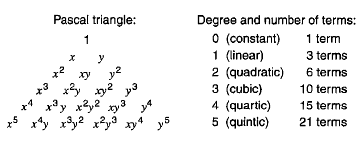 Pascal triangle: Degree and number of terms:
1 0 (constant) 1 term
x y 1 (linear) 3 terms
x² xy y² 2 (quadratic) 6 terms
x³ x²y xy² y³ 3 (cubic) 10 terms
x⁴ x³y x²y² xy³ y⁴ 4 (quartic) 15 terms
x⁵ x⁴y x³y² x²y³ xy⁴ y⁵ 5 (quintic) 21 terms